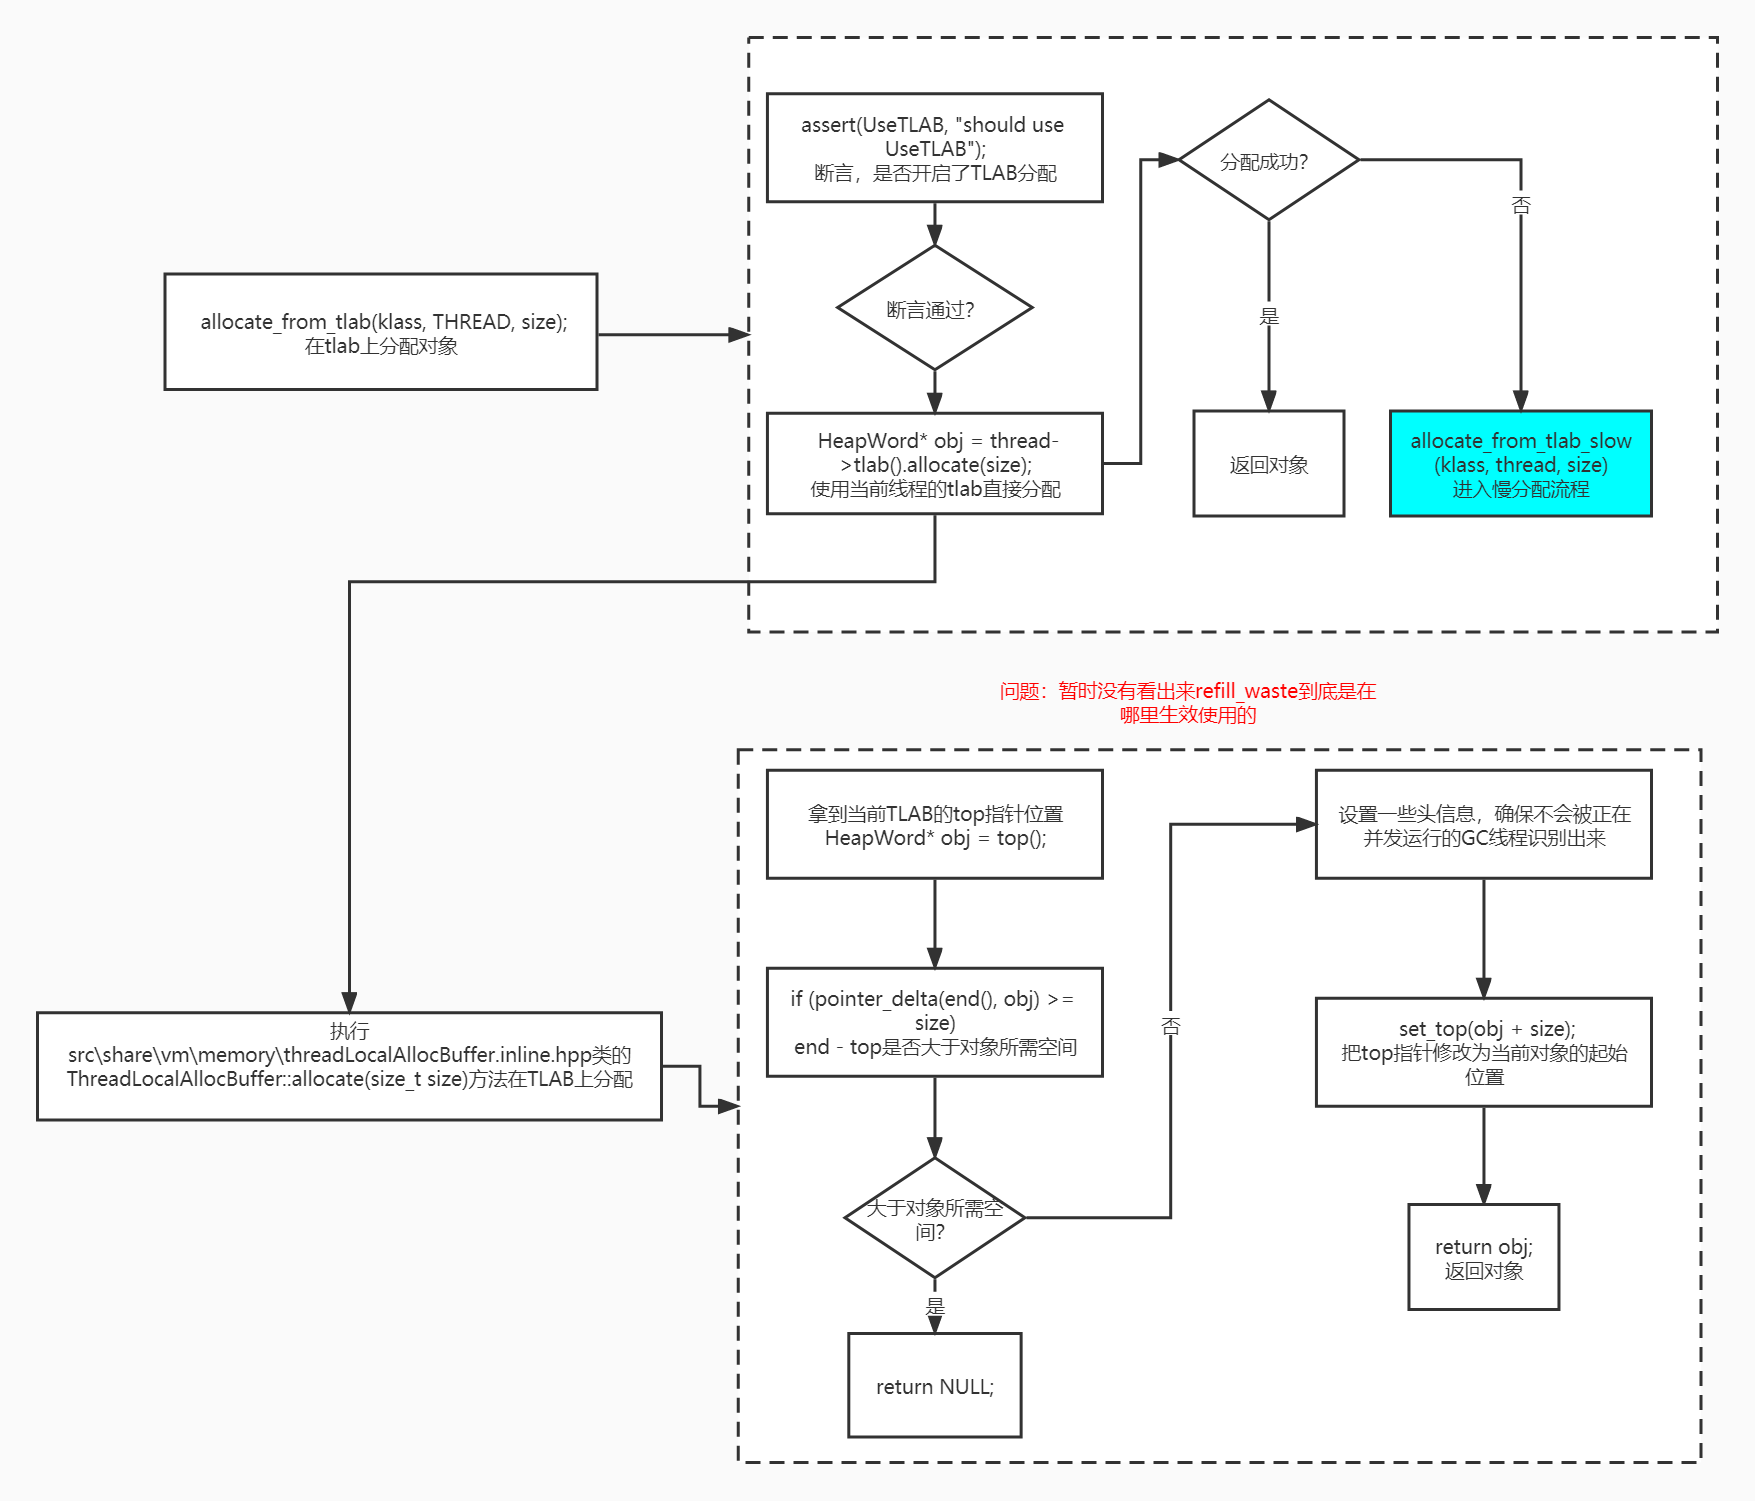 allocate_from_tlab(klass, THREAD, size);
在tlab上分配对象
assert(UseTLAB, "should use
UseTLAB");
断言，是否开启了TLAB分配
断言通过？
HeapWord* obj = thread-
>tlab().allocate(size);
使用当前线程的tlab直接分配
分配成功？
是
否
返回对象
allocate_from_tlab_slow
(klass, thread, size)
进入慢分配流程
问题：暂时没有看出来refill_waste到底是在
哪里生效使用的
执行
src\share\vm\memory\threadLocalAllocBuffer.inline.hpp类的
ThreadLocalAllocBuffer::allocate(size_t size)方法在TLAB上分配
拿到当前TLAB的top指针位置
HeapWord* obj = top();
if (pointer_delta(end(), obj) >=
size)
end - top是否大于对象所需空间
大于对象所需空
间？
是
return NULL;
否
设置一些头信息，确保不会被正在
并发运行的GC线程识别出来
set_top(obj + size);
把top指针修改为当前对象的起始
位置
return obj;
返回对象